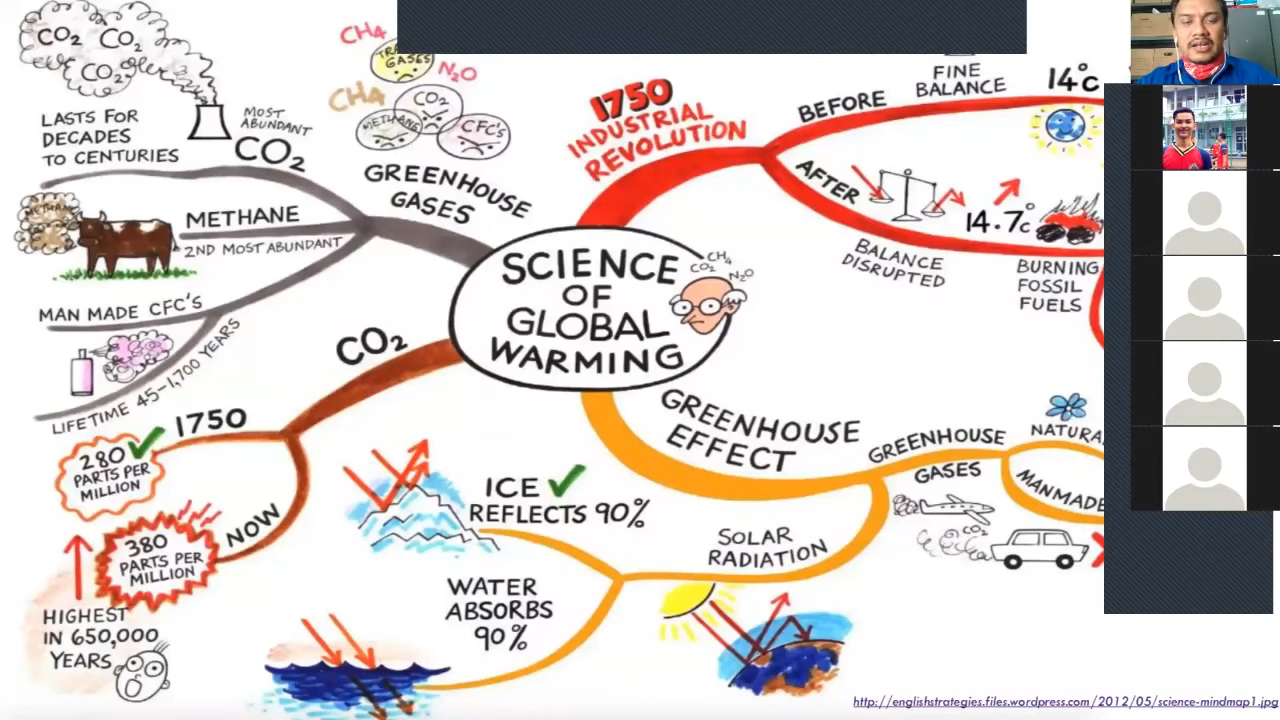 SCIENCE
OF
GLOBAL
WARMING
CH4
CO2
N2O
1750
INDUSTRIAL
REVOLUTION
BEFORE
FINE
BALANCE
14°C
AFTER
BALANCE
DISRUPTED
14.7°C
BURNING
FOSSIL
FUELS
GREENHOUSE
EFFECT
GREENHOUSE
GASES
NATURA
MANMADE
CO2
SOLAR
RADIATION
ICE
REFLECTS 90%
WATER
ABSORBS
90%
CO2
1750
280
PARTS PER
MILLION
NOW
380
PARTS PER
MILLION
HIGHEST
IN 650,000
YEARS
GREENHOUSE
GASES
CH4
GASES
N2O
CH4
CO2
METHANE
CFC's
CO2 CO2
CO2
LASTS FOR
DECADES
TO CENTURIES
MOST
ABUNDANT
CO2
METHANE
METHANE
2ND MOST ABUNDANT
MAN MADE CFC's
LIFETIME 45-1,700 YEARS
http://englishstrategies.files.wordpress.com/2012/05/science-mindmap1.jpg